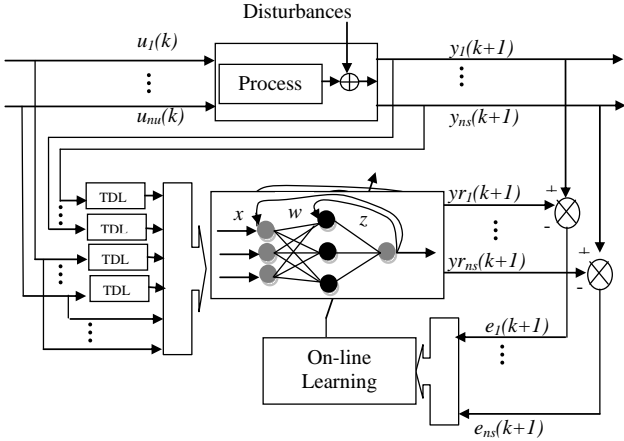 Disturbances
u1(k)
y1(k+1)
Process
unu(k)
yns(k+1)
TDL
TDL
TDL
TDL
x
w
z
yr1(k+1)
+
-
yrns(k+1)
+
-
On-line
Learning
e1(k+1)
ens(k+1)